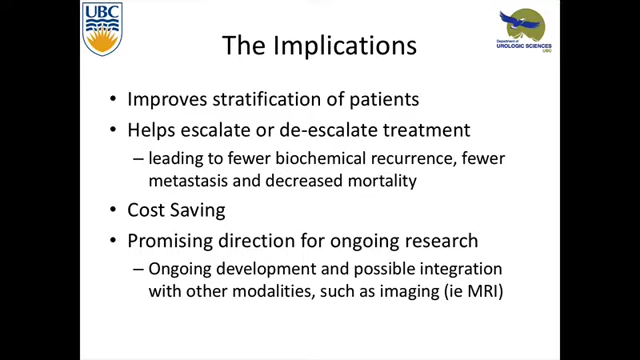 UBC
Department of
UROLOGIC SCIENCES
UBC
The Implications
• Improves stratification of patients
• Helps escalate or de-escalate treatment
– leading to fewer biochemical recurrence, fewer
metastasis and decreased mortality
• Cost Saving
• Promising direction for ongoing research
– Ongoing development and possible integration
with other modalities, such as imaging (ie MRI)